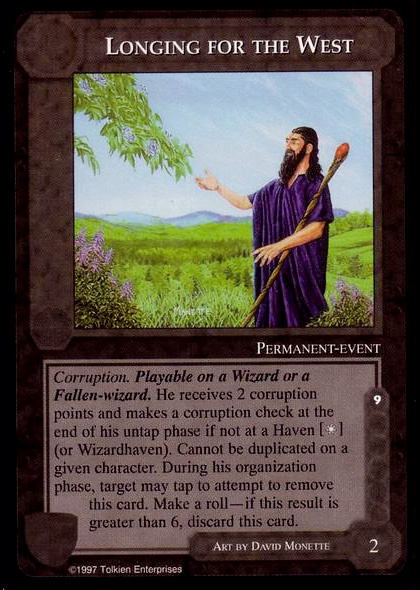 LONGING FOR THE WEST
MONETTE
PERMANENT-EVENT
Corruption. Playable on a Wizard or a
Fallen-wizard. He receives 2 corruption
points and makes a corruption check at the
end of his untap phase if not at a Haven [*]
(or Wizardhaven). Cannot be duplicated on a
given character. During his organization
phase, target may tap to attempt to remove
this card. Make a roll—if this result is
greater than 6, discard this card.
9
ART BY DAVID MONETTE
2
©1997 Tolkien Enterprises